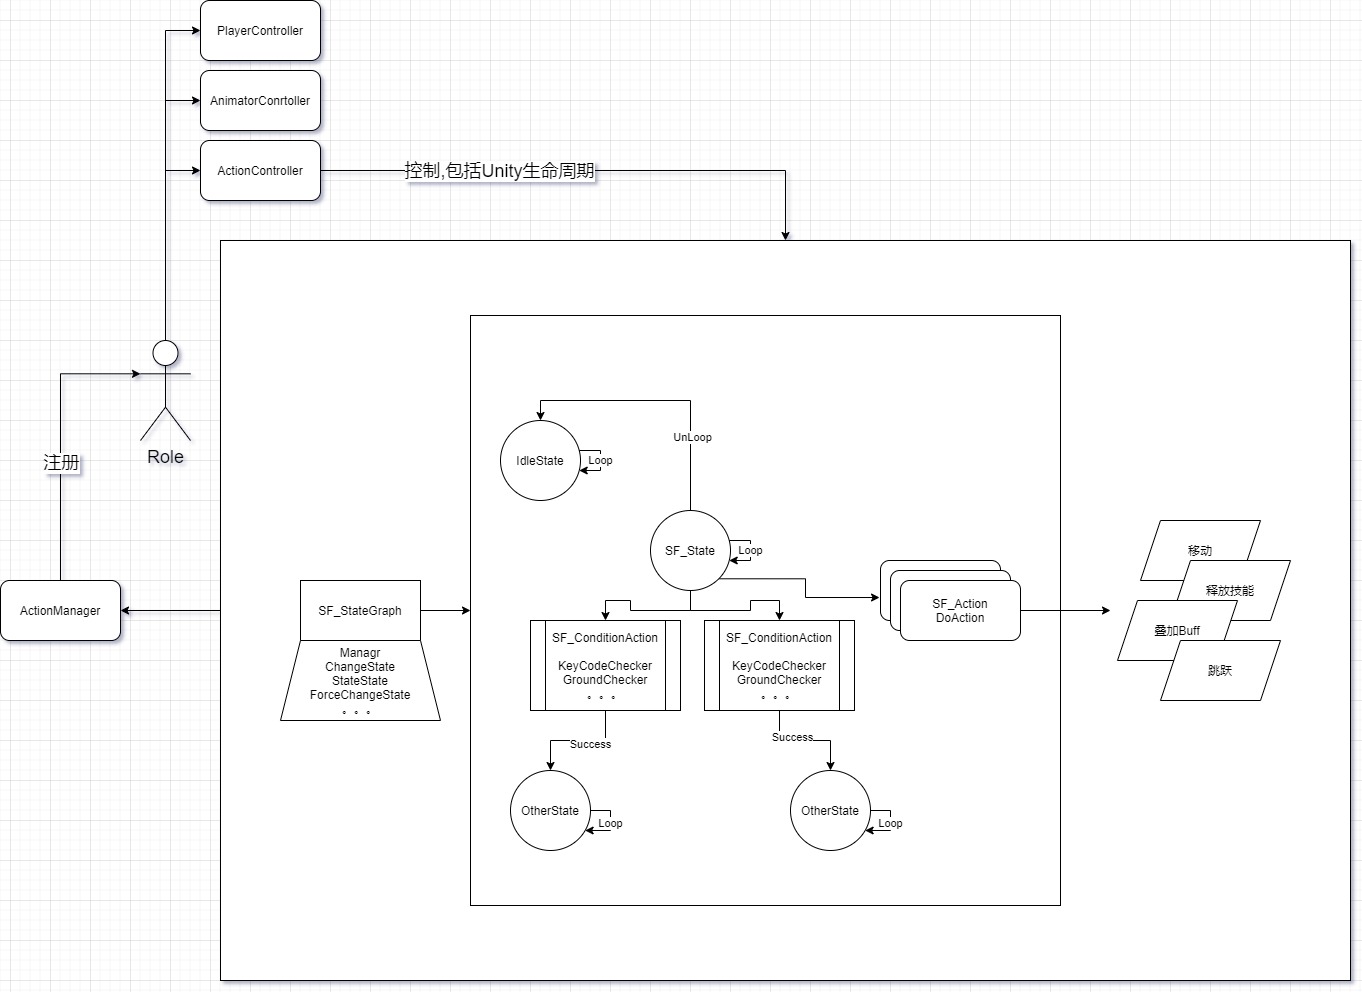 PlayerController
AnimatorConrtoller
ActionController
控制,包括Unity生命周期
注册
Role
ActionManager
UnLoop
IdleState
Loop
SF_State
Loop
SF_StateGraph
Managr
ChangeState
StateState
ForceChangeState
。。。
SF_ConditionAction
KeyCodeChecker
GroundChecker
。。。
SF_ConditionAction
KeyCodeChecker
GroundChecker
。。。
SF_Action
DoAction
移动
释放技能
叠加Buff
跳跃
Success
Success
OtherState
Loop
OtherState
Loop